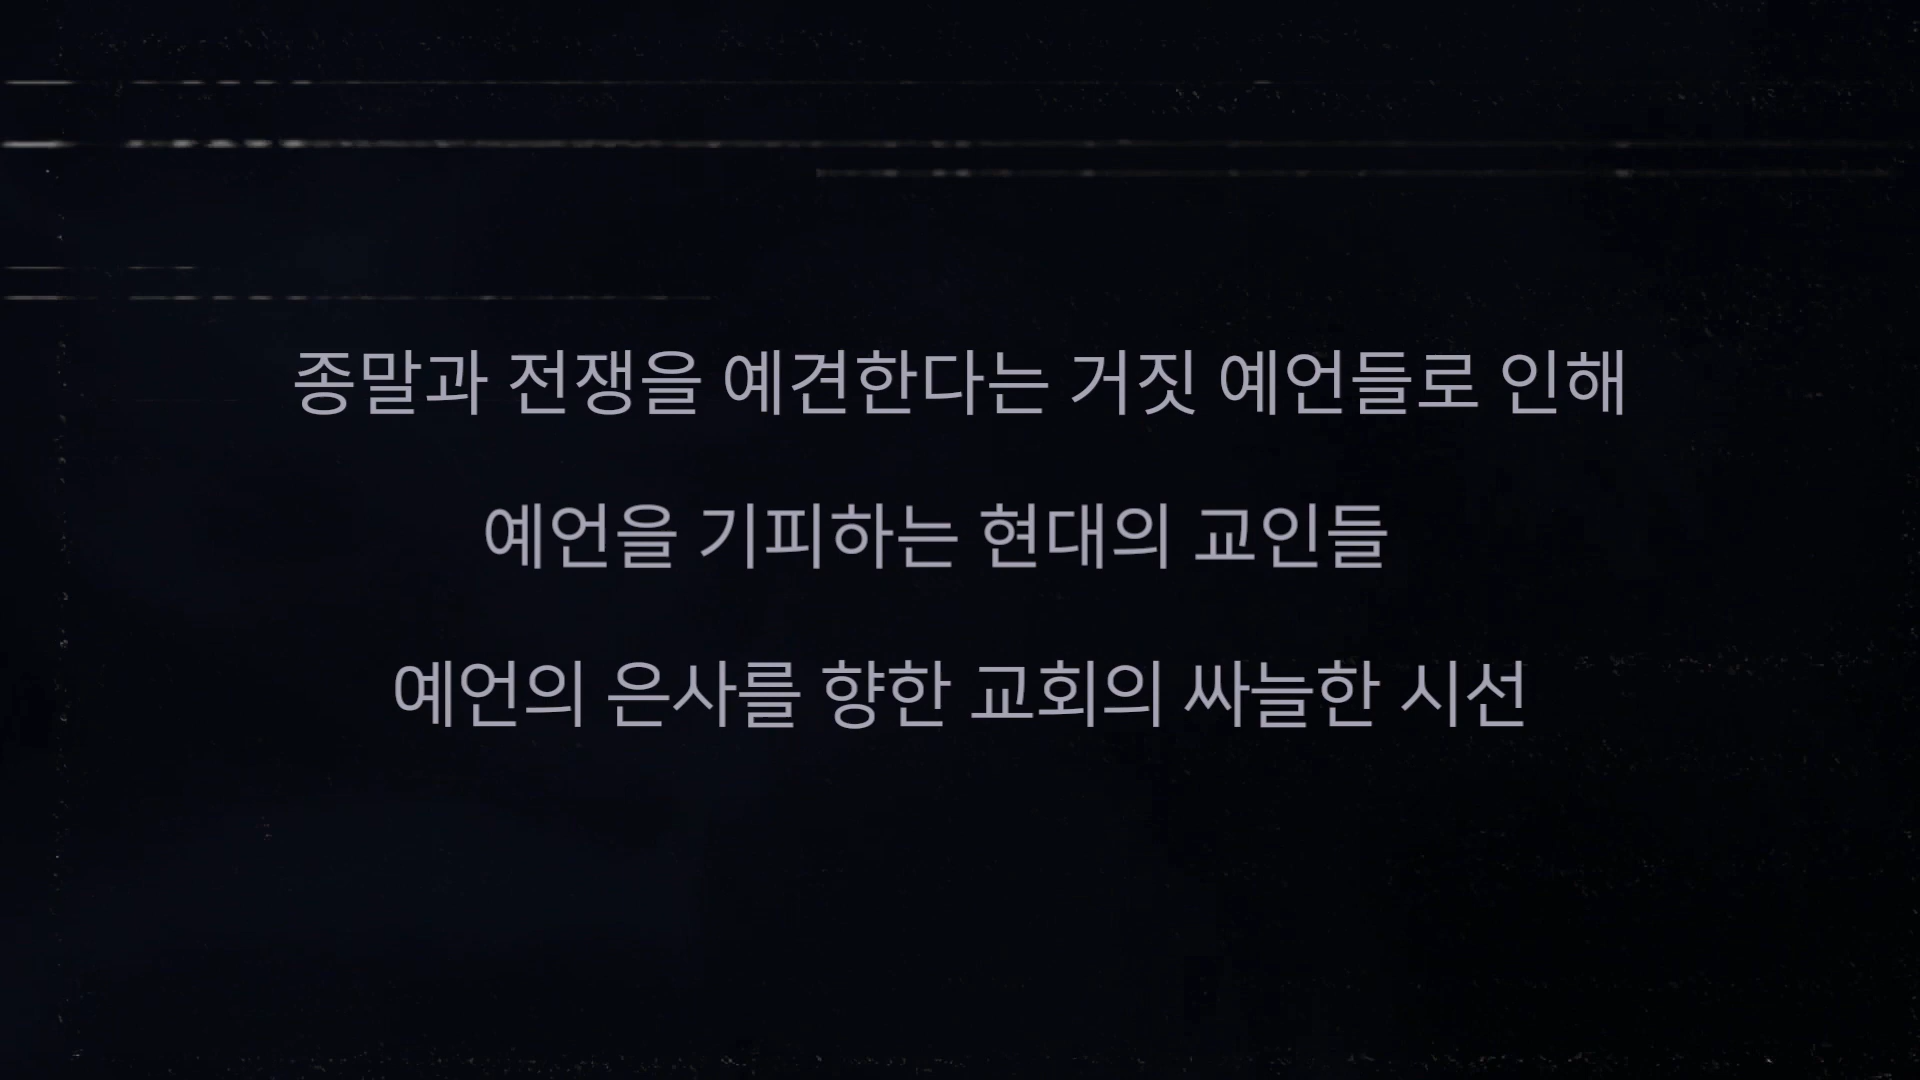 종말과 전쟁을 예견한다는 거짓 예언들로 인해
예언을 기피하는 현대의 교인들
예언의 은사를 향한 교회의 싸늘한 시선